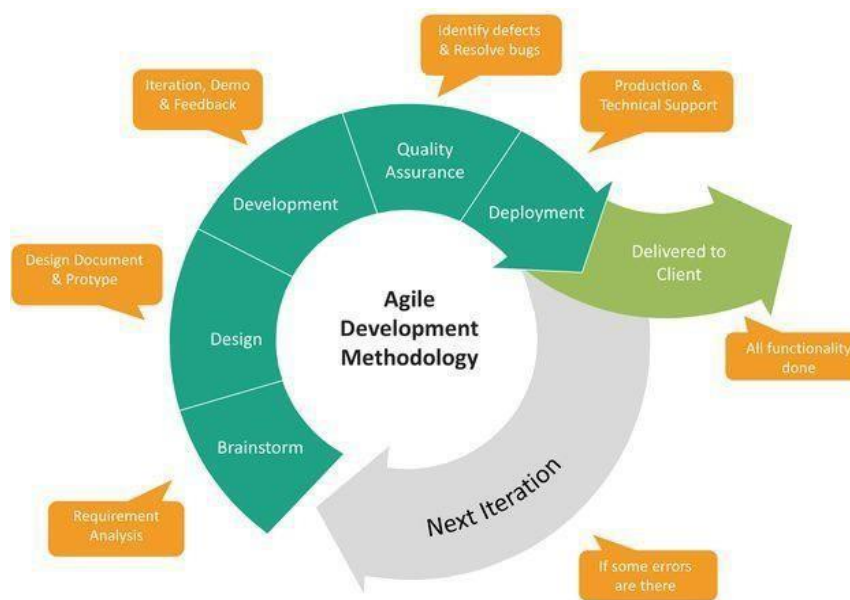 Identify defects
& Resolve bugs
Iteration, Demo
& Feedback
Production &
Technical Support
Quality
Assurance
Development
Deployment
Delivered to
Client
Design Document
& Protype
Agile
Development
Methodology
Design
All functionality
done
Brainstorm
Next Iteration
Requirement
Analysis
If some errors
are there